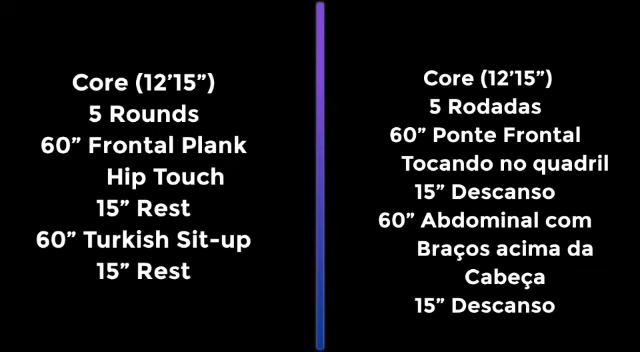 Core (12’15”)
5 Rounds
60” Frontal Plank
Hip Touch
15” Rest
60” Turkish Sit-up
15” Rest
Core (12’15”)
5 Rodadas
60” Ponte Frontal
Tocando no quadril
15” Descanso
60” Abdominal com
Braços acima da
Cabeça
15” Descanso